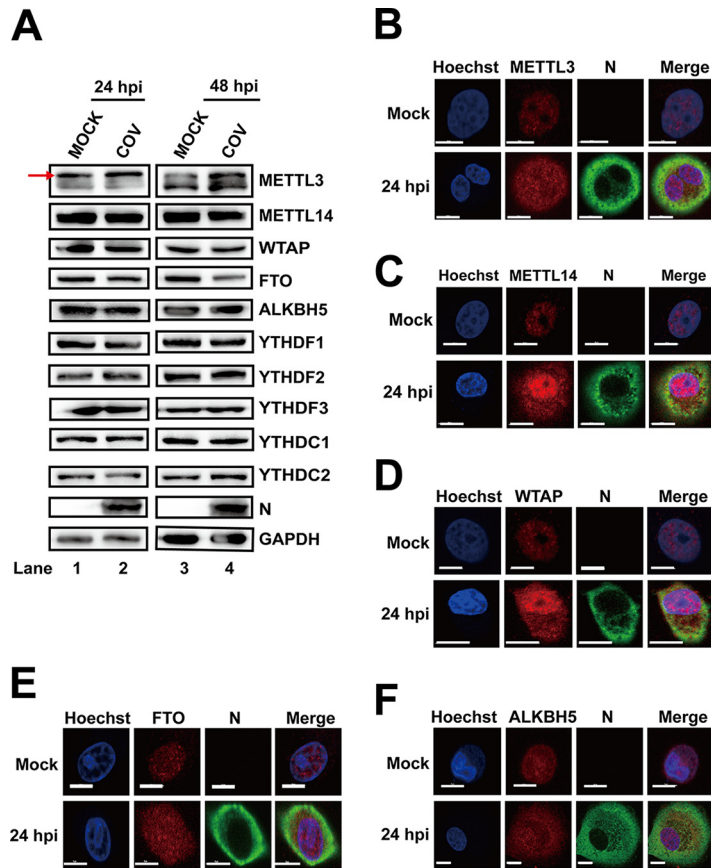 A
24 hpi 48 hpi
MOCK COV MOCK COV
METTL3
METTL14
WTAP
FTO
ALKBH5
YTHDF1
YTHDF2
YTHDF3
YTHDC1
YTHDC2
N
GAPDH
Lane 1 2 3 4
B
Hoechst METTL3 N Merge
Mock
24 hpi
C
Hoechst METTL14 N Merge
Mock
24 hpi
D
Hoechst WTAP N Merge
Mock
24 hpi
E
Hoechst FTO N Merge
Mock
24 hpi
F
Hoechst ALKBH5 N Merge
Mock
24 hpi